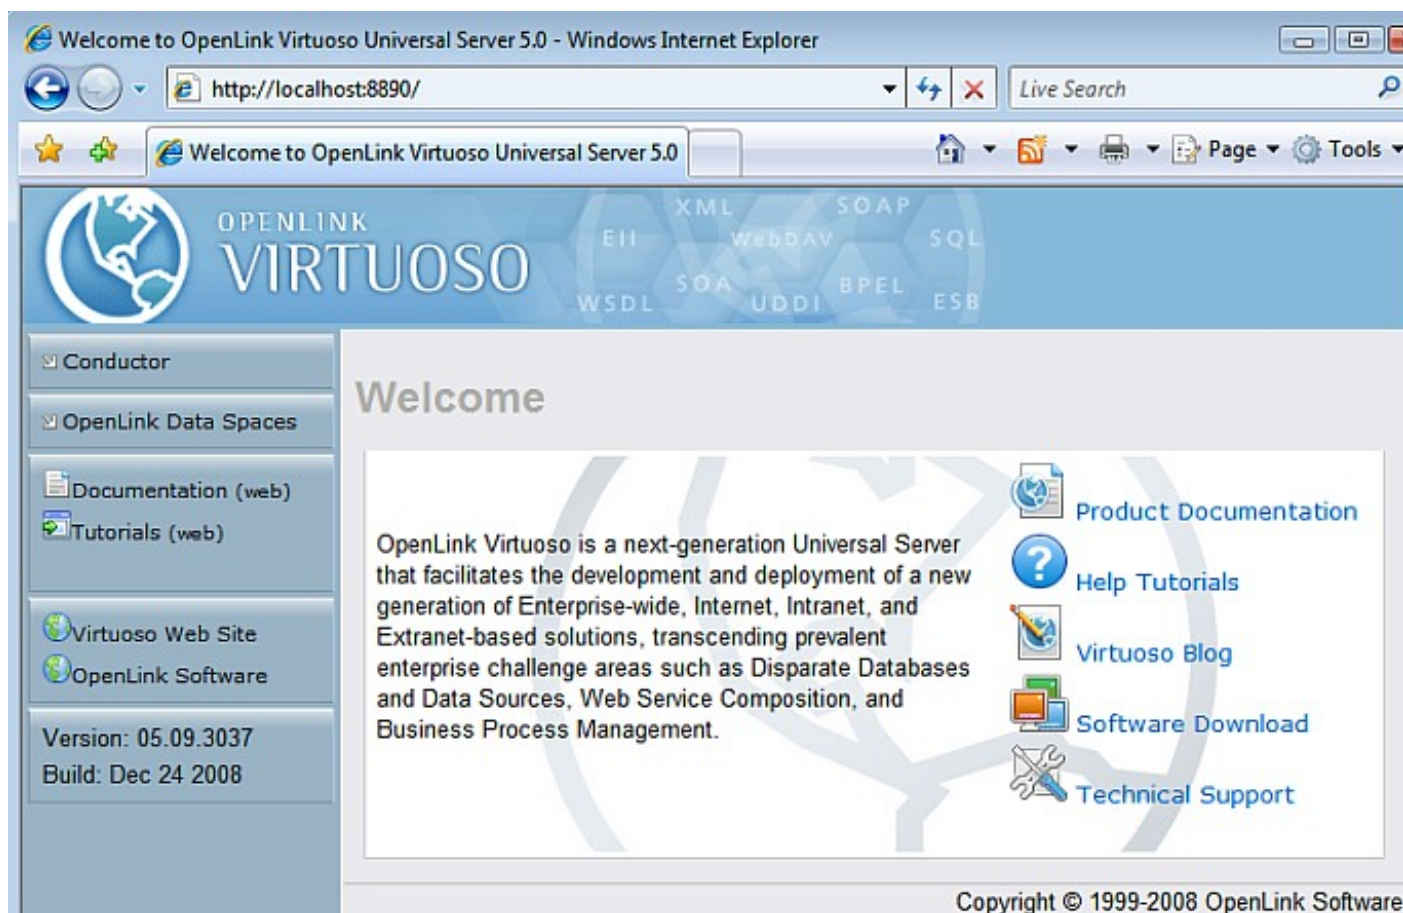 Welcome to OpenLink Virtuoso Universal Server 5.0 - Windows Internet Explorer
http://localhost:8890/
Live Search
Welcome to OpenLink Virtuoso Universal Server 5.0
Page
Tools
OPENLINK
VIRTUOSO
XML SOAP
EII WebDAV SQL
SOA BPEL
WSDL UDDI ESB
Conductor
OpenLink Data Spaces
Documentation (web)
Tutorials (web)
Virtuoso Web Site
OpenLink Software
Version: 05.09.3037
Build: Dec 24 2008
Welcome
OpenLink Virtuoso is a next-generation Universal Server
that facilitates the development and deployment of a new
generation of Enterprise-wide, Internet, Intranet, and
Extranet-based solutions, transcending prevalent
enterprise challenge areas such as Disparate Databases
and Data Sources, Web Service Composition, and
Business Process Management.
Product Documentation
Help Tutorials
Virtuoso Blog
Software Download
Technical Support
Copyright © 1999-2008 OpenLink Software